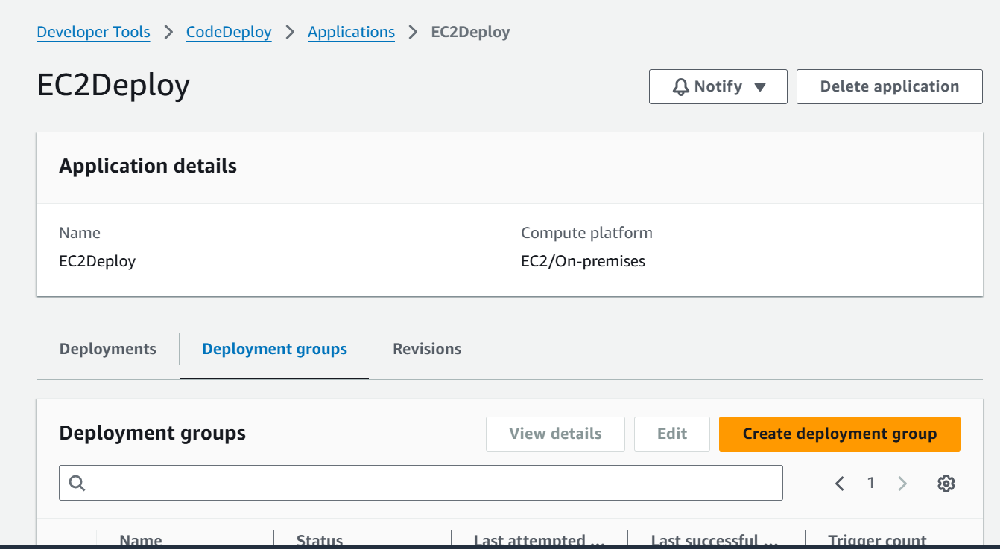 Developer Tools > CodeDeploy > Applications > EC2Deploy
EC2Deploy
Notify ▼ Delete application
Application details
Name Compute platform
EC2Deploy EC2/On-premises
Deployments Deployment groups Revisions
Deployment groups View details Edit Create deployment group
< 1 >
Name Status Last attempted ... Last successful ... Trigger count